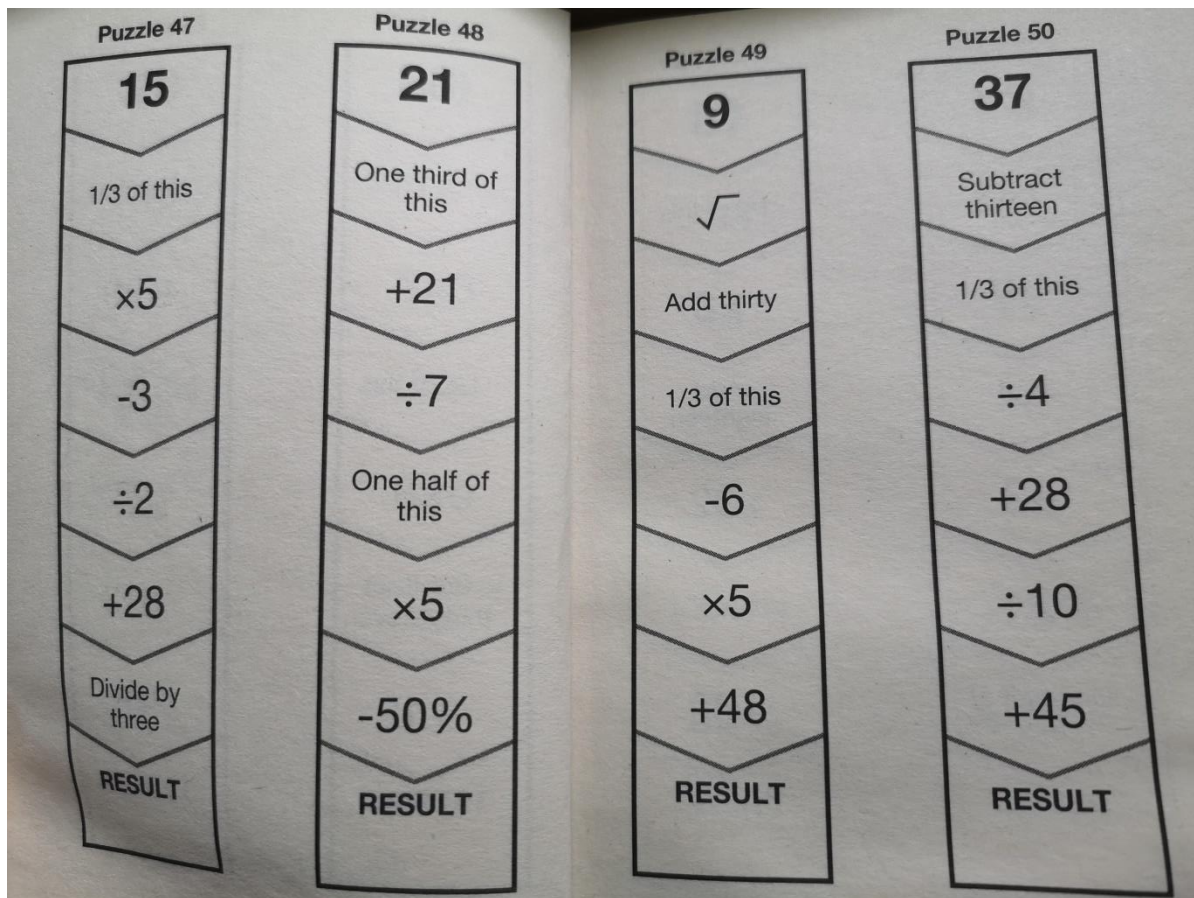 Puzzle 47
15
1/3 of this
×5
-3
÷2
+28
Divide by
three
RESULT
Puzzle 48
21
One third of
this
+21
÷7
One half of
this
×5
-50%
RESULT
Puzzle 49
9
√
Add thirty
1/3 of this
-6
×5
+48
RESULT
Puzzle 50
37
Subtract
thirteen
1/3 of this
÷4
+28
÷10
+45
RESULT